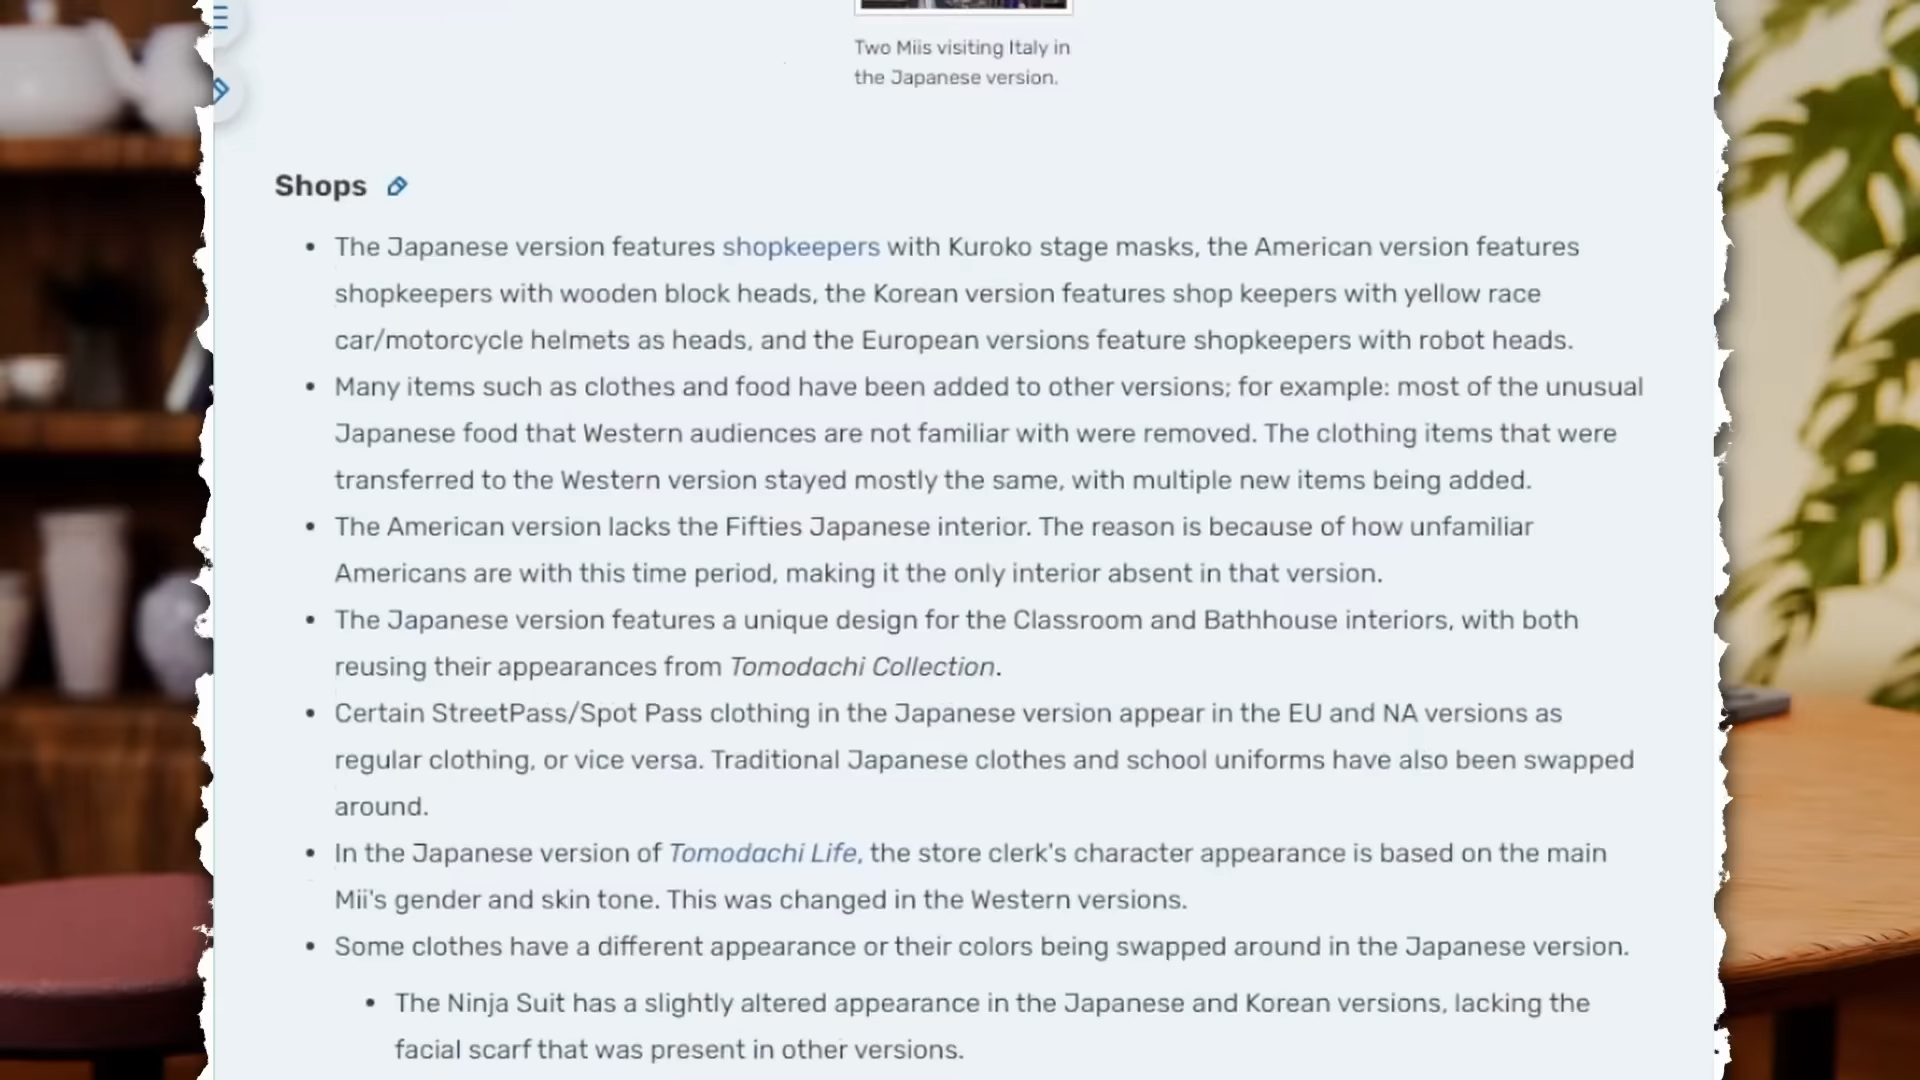 Two Miis visiting Italy in
the Japanese version.
Shops
• The Japanese version features shopkeepers with Kuroko stage masks, the American version features
shopkeepers with wooden block heads, the Korean version features shop keepers with yellow race
car/motorcycle helmets as heads, and the European versions feature shopkeepers with robot heads.
• Many items such as clothes and food have been added to other versions; for example: most of the unusual
Japanese food that Western audiences are not familiar with were removed. The clothing items that were
transferred to the Western version stayed mostly the same, with multiple new items being added.
• The American version lacks the Fifties Japanese interior. The reason is because of how unfamiliar
Americans are with this time period, making it the only interior absent in that version.
• The Japanese version features a unique design for the Classroom and Bathhouse interiors, with both
reusing their appearances from Tomodachi Collection.
• Certain StreetPass/Spot Pass clothing in the Japanese version appear in the EU and NA versions as
regular clothing, or vice versa. Traditional Japanese clothes and school uniforms have also been swapped
around.
• In the Japanese version of Tomodachi Life, the store clerk's character appearance is based on the main
Mii's gender and skin tone. This was changed in the Western versions.
• Some clothes have a different appearance or their colors being swapped around in the Japanese version.
• The Ninja Suit has a slightly altered appearance in the Japanese and Korean versions, lacking the
facial scarf that was present in other versions.